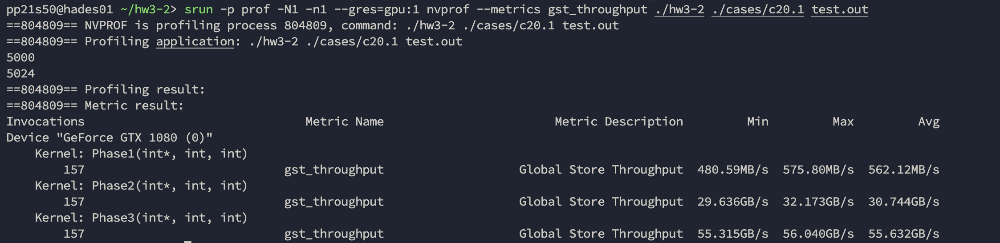 pp21s50@hades01 ~/hw3-2> srun -p prof -N1 -n1 --gres=gpu:1 nvprof --metrics gst_throughput ./hw3-2 ./cases/c20.1 test.out
==804809== NVPROF is profiling process 804809, command: ./hw3-2 ./cases/c20.1 test.out
==804809== Profiling application: ./hw3-2 ./cases/c20.1 test.out
5000
5024
==804809== Profiling result:
==804809== Metric result:
Invocations                               Metric Name                        Metric Description         Min         Max         Avg
Device "GeForce GTX 1080 (0)"
    Kernel: Phase1(int*, int, int)
        157                            gst_throughput                   Global Store Throughput  480.59MB/s  575.80MB/s  562.12MB/s
    Kernel: Phase2(int*, int, int)
        157                            gst_throughput                   Global Store Throughput  29.636GB/s  32.173GB/s  30.744GB/s
    Kernel: Phase3(int*, int, int)
        157                            gst_throughput                   Global Store Throughput  55.315GB/s  56.040GB/s  55.632GB/s